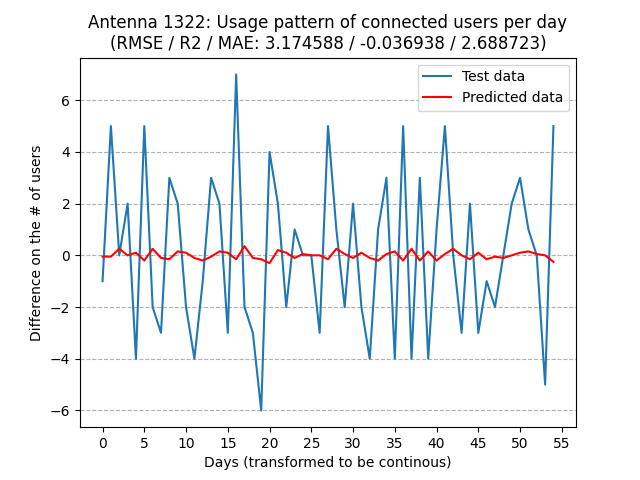 Antenna 1322: Usage pattern of connected users per day
(RMSE / R2 / MAE: 3.174588 / -0.036938 / 2.688723)
Test data
Predicted data
Difference on the # of users
6
4
2
0
−2
−4
−6
0 5 10 15 20 25 30 35 40 45 50 55
Days (transformed to be continous)